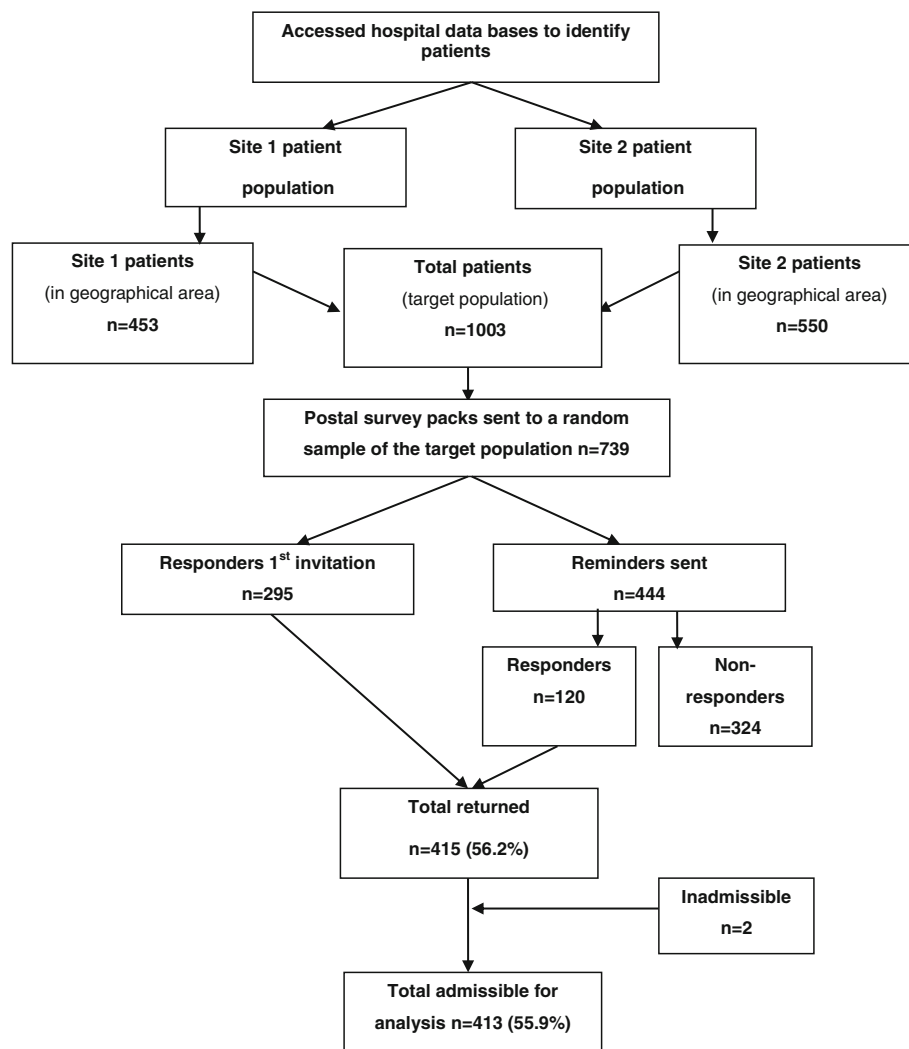 Accessed hospital data bases to identify
patients
Site 1 patient
population
Site 2 patient
population
Site 1 patients
(in geographical area)
n=453
Total patients
(target population)
n=1003
Site 2 patients
(in geographical area)
n=550
Postal survey packs sent to a random
sample of the target population n=739
Responders 1st invitation
n=295
Reminders sent
n=444
Responders
n=120
Non-
responders
n=324
Total returned
n=415 (56.2%)
Inadmissible
n=2
Total admissible for
analysis n=413 (55.9%)